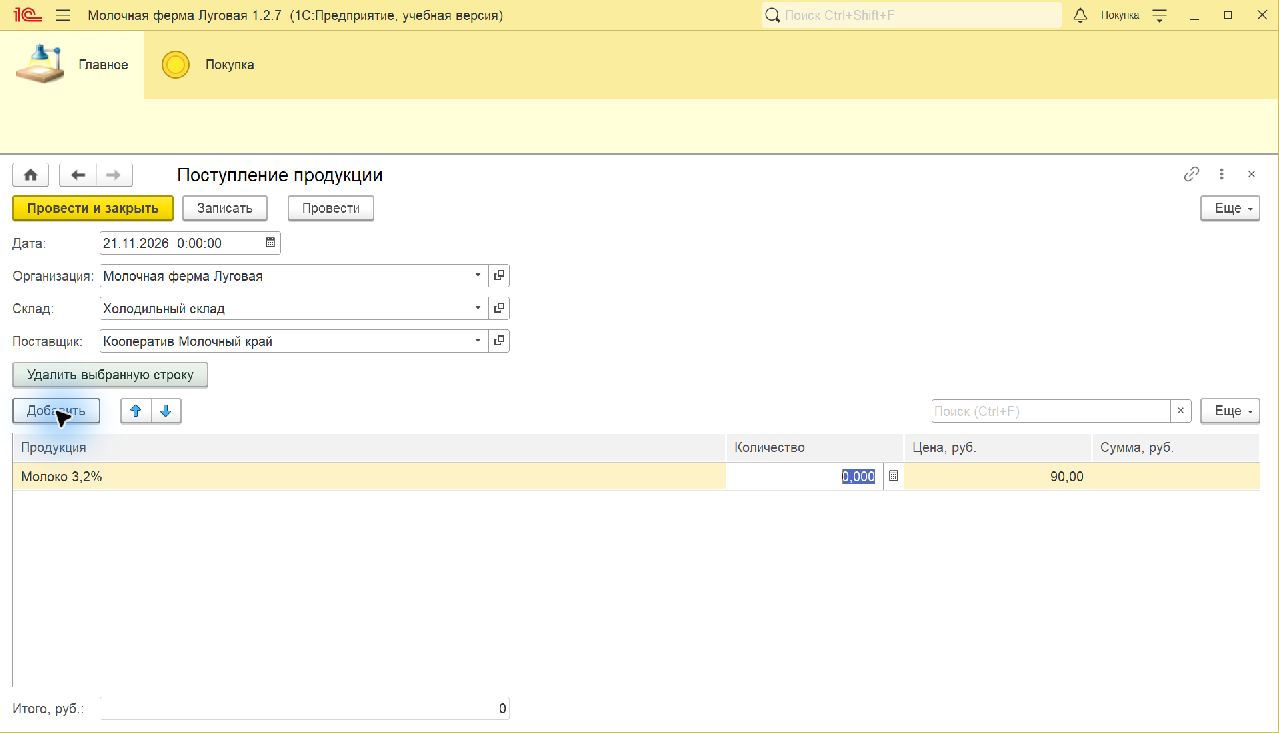 1С Молочная ферма Луговая 1.2.7 (1С:Предприятие, учебная версия) Поиск Ctrl+Shift+F Покупка
Главное Покупка
Поступление продукции
Провести и закрыть Записать Провести Еще
Дата: 21.11.2026 0:00:00
Организация: Молочная ферма Луговая
Склад: Холодильный склад
Поставщик: Кооператив Молочный край
Удалить выбранную строку
Добавить Поиск (Ctrl+F) × Еще
Продукция Количество Цена, руб. Сумма, руб.
Молоко 3,2% 0,000 90,00
Итого, руб.: 0